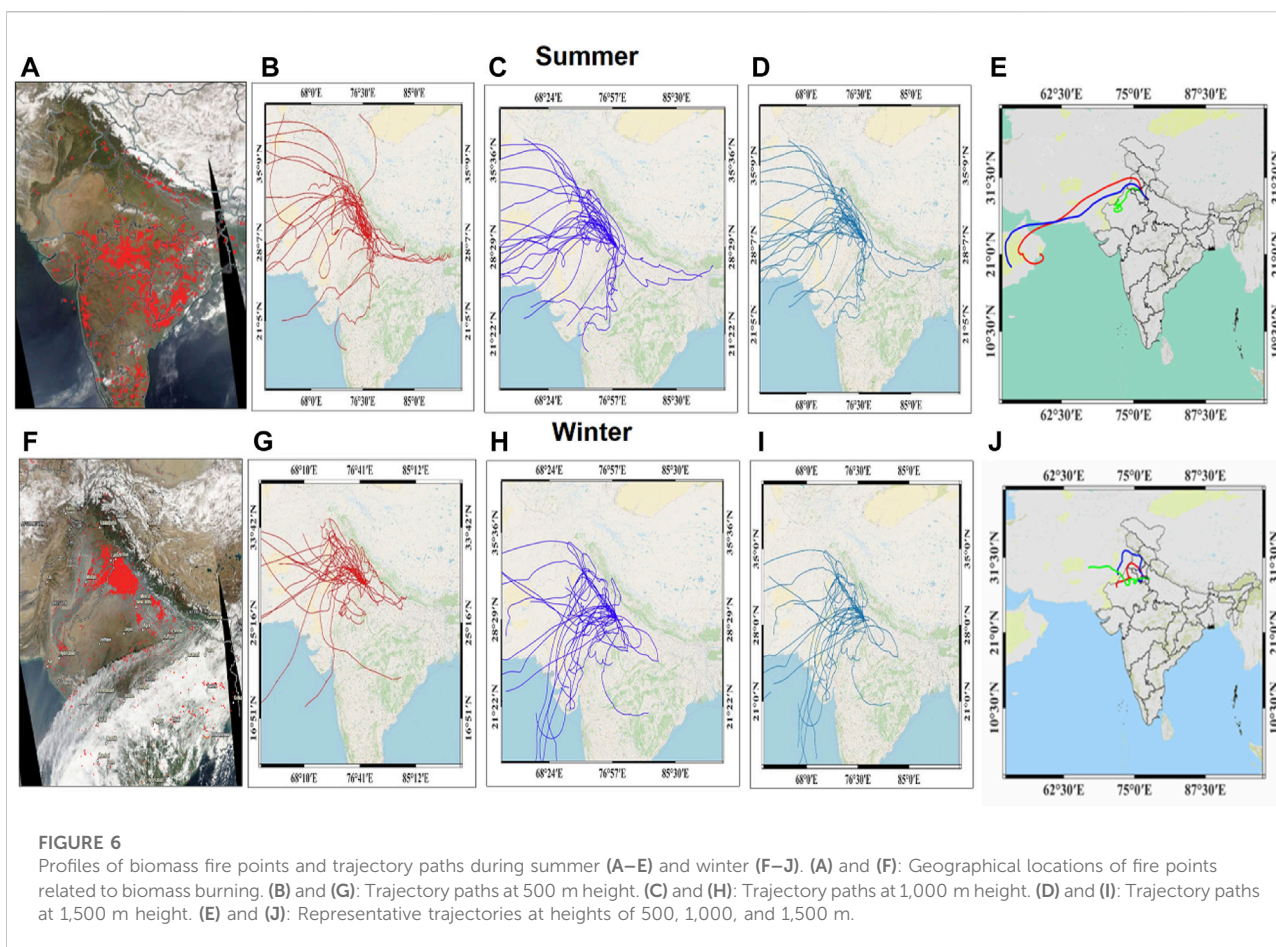 Summer
A
B
C
D
E
68°0′E 76°30′E 85°0′E
68°24′E 76°57′E 85°30′E
68°0′E 76°30′E 85°0′E
62°30′E 75°0′E 87°30′E
35°9′N 28°7′N 21°5′N
35°9′N 28°7′N 21°5′N
35°36′N 28°29′N 21°22′N
35°36′N 28°29′N 21°22′N
35°9′N 28°7′N 21°5′N
35°9′N 28°7′N 21°5′N
31°30′N 21°0′N 10°30′N
31°30′N 21°0′N 10°30′N
68°0′E 76°30′E 85°0′E
68°24′E 76°57′E 85°30′E
68°0′E 76°30′E 85°0′E
62°30′E 75°0′E 87°30′E
Winter
F
G
H
I
J
68°10′E 76°41′E 85°12′E
68°24′E 76°57′E 85°30′E
68°0′E 76°30′E 85°0′E
62°30′E 75°0′E 87°30′E
33°42′N 25°16′N 16°51′N
33°42′N 25°16′N 16°51′N
35°36′N 28°29′N 21°22′N
35°36′N 28°29′N 21°22′N
35°0′N 28°0′N 21°0′N
35°0′N 28°0′N 21°0′N
31°30′N 21°0′N 10°30′N
31°30′N 21°0′N 10°30′N
68°10′E 76°41′E 85°12′E
68°24′E 76°57′E 85°30′E
68°0′E 76°30′E 85°0′E
62°30′E 75°0′E 87°30′E
FIGURE 6
Profiles of biomass fire points and trajectory paths during summer (A–E) and winter (F–J). (A) and (F): Geographical locations of fire points
related to biomass burning. (B) and (G): Trajectory paths at 500 m height. (C) and (H): Trajectory paths at 1,000 m height. (D) and (I): Trajectory paths
at 1,500 m height. (E) and (J): Representative trajectories at heights of 500, 1,000, and 1,500 m.